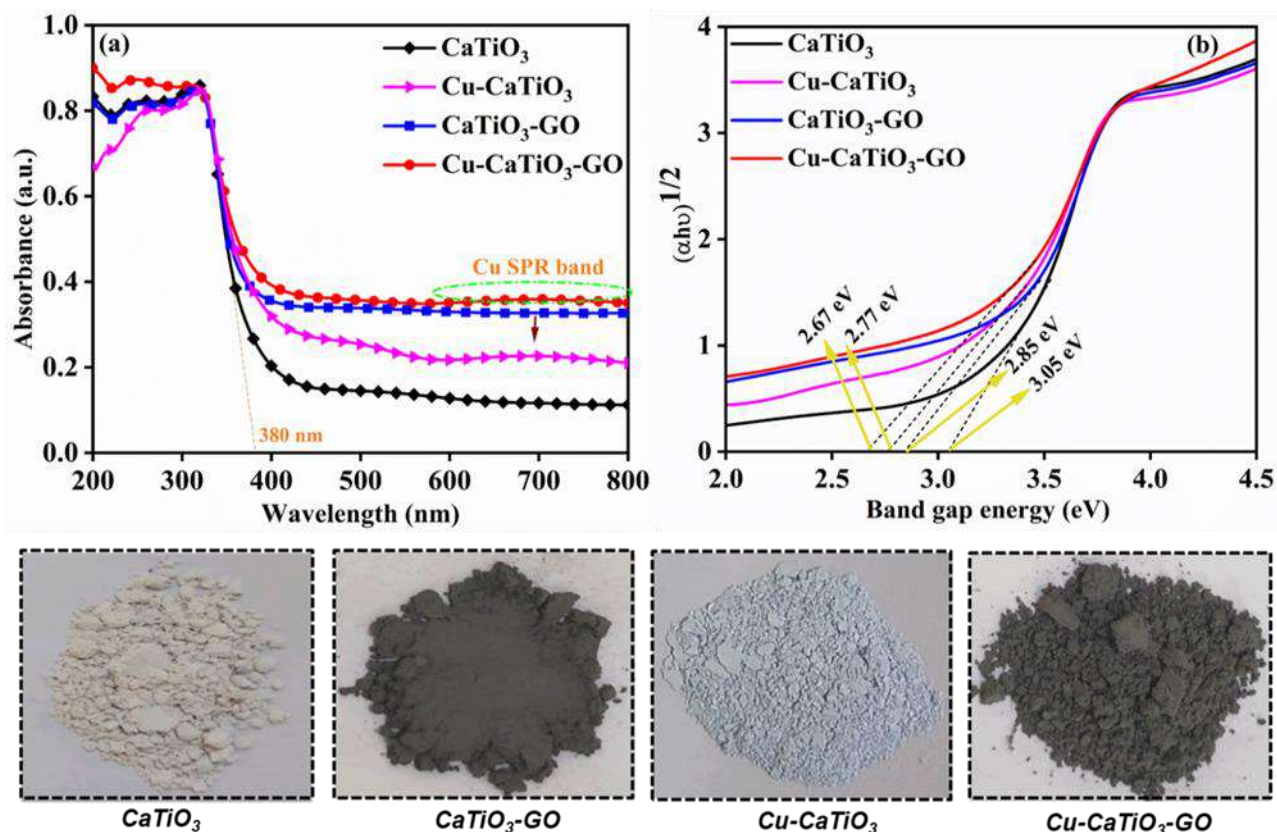 (a)
CaTiO₃
Cu-CaTiO₃
CaTiO₃-GO
Cu-CaTiO₃-GO
Cu SPR band
380 nm
Absorbance (a.u.)
1.0
0.8
0.6
0.4
0.2
0.0
200 300 400 500 600 700 800
Wavelength (nm)
(b)
CaTiO₃
Cu-CaTiO₃
CaTiO₃-GO
Cu-CaTiO₃-GO
2.67 eV
2.77 eV
2.85 eV
3.05 eV
(αhυ)1/2
4
3
2
1
0
2.0 2.5 3.0 3.5 4.0 4.5
Band gap energy (eV)
CaTiO₃
CaTiO₃-GO
Cu-CaTiO₃
Cu-CaTiO₃-GO